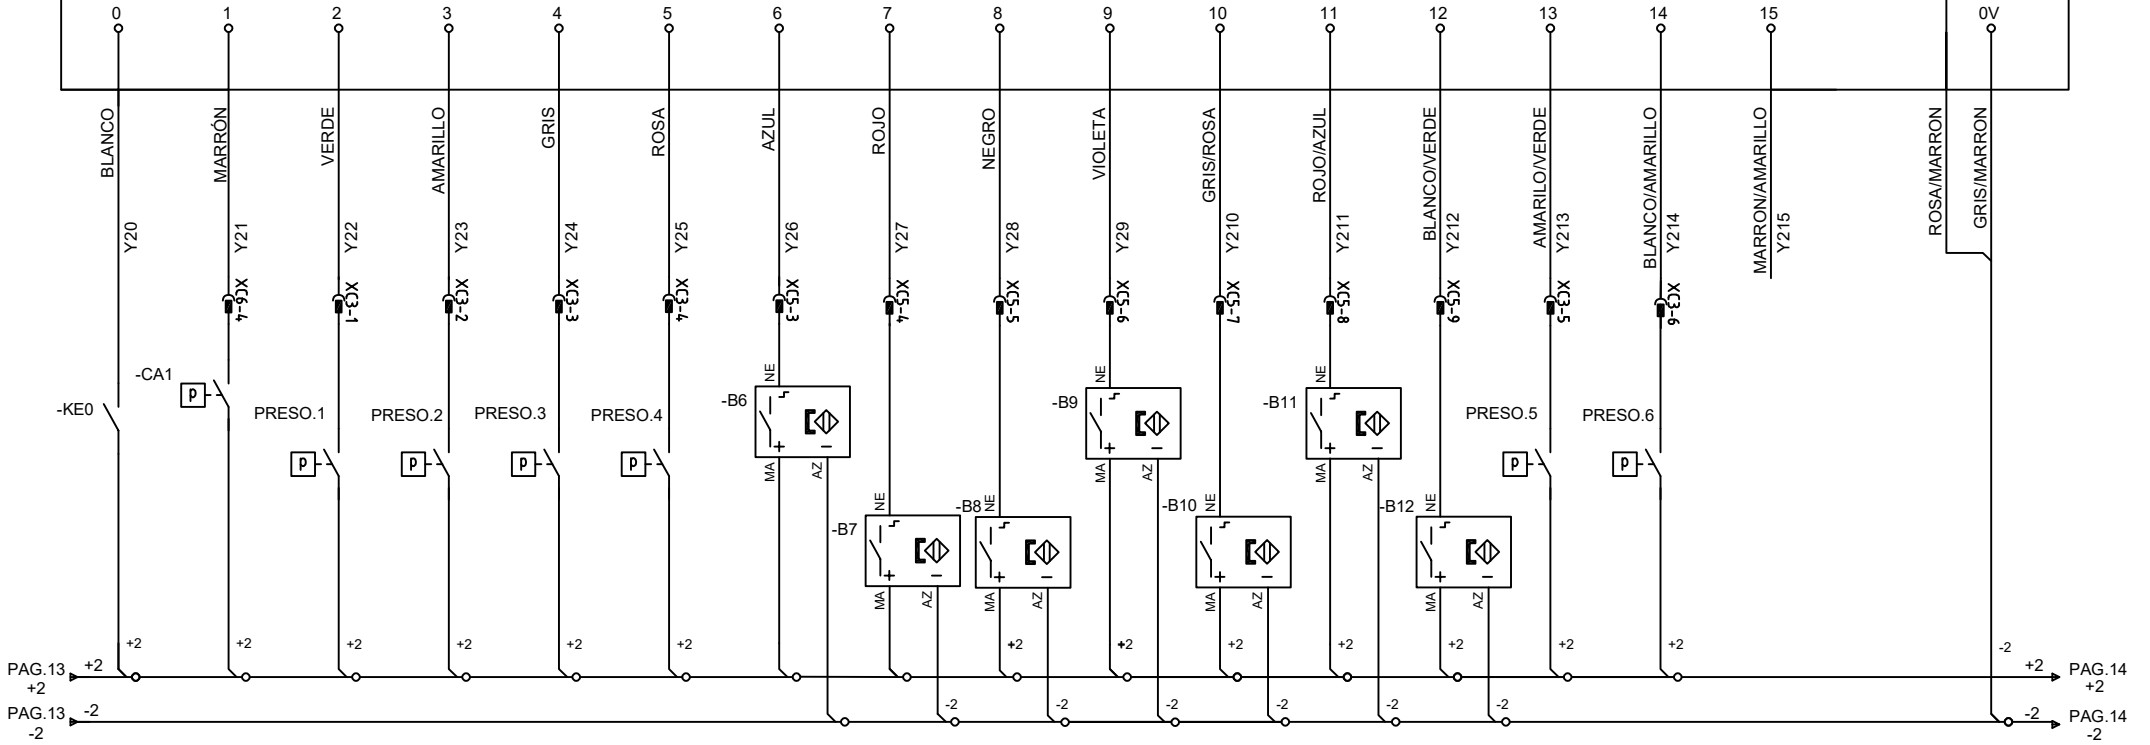 0 1 2 3 4 5 6 7 8 9 10 11 12 13 14 15 0V
BLANCO
MARRÓN
VERDE
AMARILLO
GRIS
ROSA
AZUL
ROJO
NEGRO
VIOLETA
GRIS/ROSA
ROJO/AZUL
BLANCO/VERDE
AMARILO/VERDE
BLANCO/AMARILLO
MARRON/AMARILLO
ROSA/MARRON
GRIS/MARRON
Y20
Y21
Y22
Y23
Y24
Y25
Y26
Y27
Y28
Y29
Y210
Y211
Y212
Y213
Y214
Y215
XC6-4
XC3-1
XC3-2
XC3-3
XC3-4
XC5-3
XC5-4
XC5-5
XC5-6
XC5-7
XC5-8
XC5-9
XC3-5
XC3-6
-KE0
-CA1
P
PRESO.1
P
PRESO.2
P
PRESO.3
P
PRESO.4
P
-B6
NE
+ -
MA
AZ
-B7
NE
+ -
MA
AZ
-B8
NE
+ -
MA
AZ
-B9
NE
+ -
MA
AZ
-B10
NE
+ -
MA
AZ
-B11
NE
+ -
MA
AZ
-B12
NE
+ -
MA
AZ
PRESO.5
P
PRESO.6
P
+2 +2 +2 +2 +2 +2 +2 +2 +2 +2 +2 +2 +2 -2
PAG.13
+2
+2
+2
PAG.14
+2
PAG.13
-2
-2
-2 -2 -2 -2 -2 -2
-2
PAG.14
-2